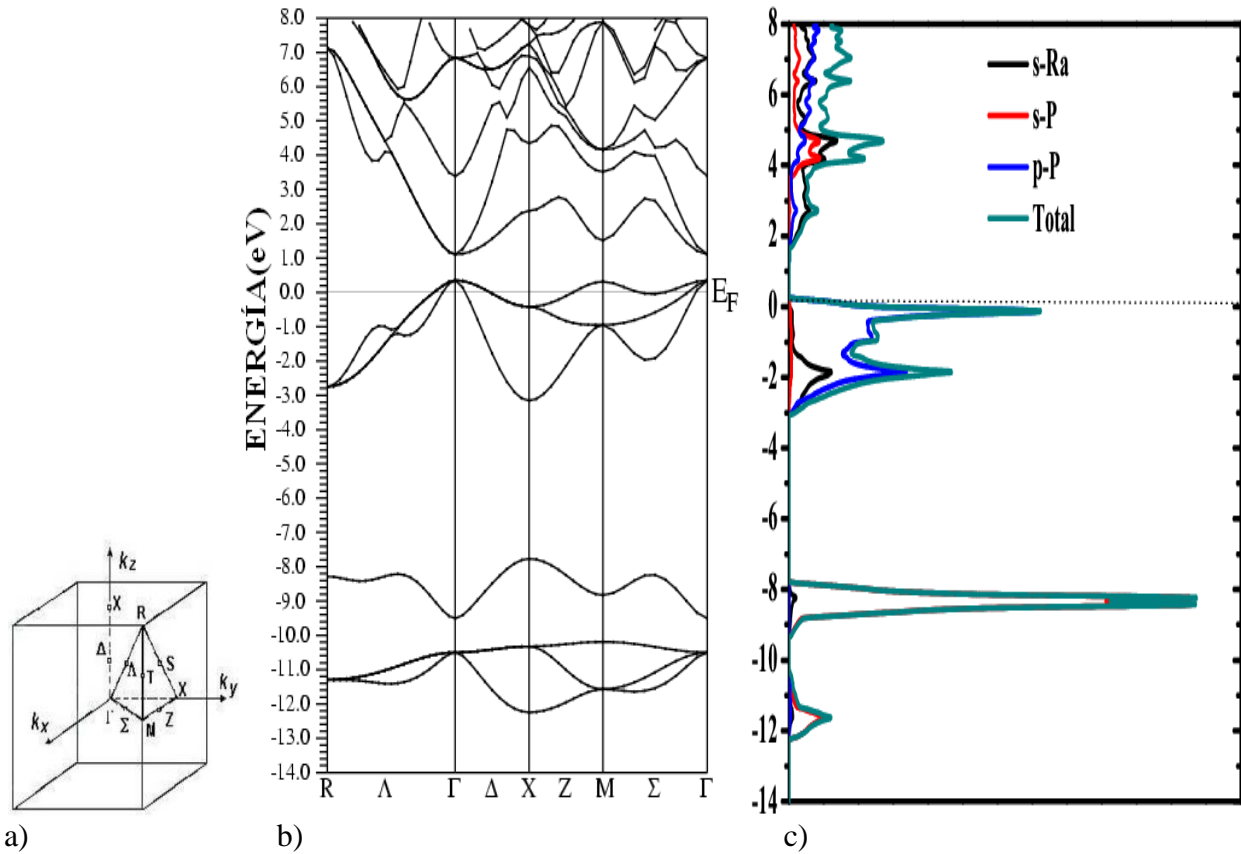 kz
X
R
Δ
Λ
S
T
X
ky
kx
Γ
Σ
M
Z
a)
ENERGÍA(eV)
8.0
7.0
6.0
5.0
4.0
3.0
2.0
1.0
0.0
-1.0
-2.0
-3.0
-4.0
-5.0
-6.0
-7.0
-8.0
-9.0
-10.0
-11.0
-12.0
-13.0
-14.0
R Λ Γ Δ X Z M Σ Γ
EF
b)
8
6
4
2
0
-2
-4
-6
-8
-10
-12
-14
s-Ra
s-P
p-P
Total
c)